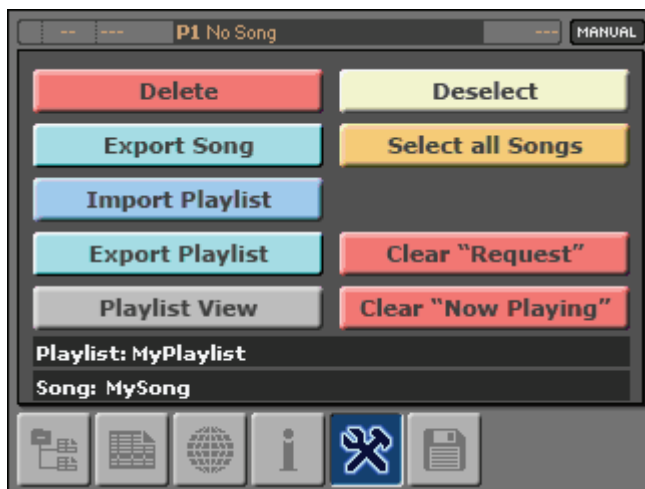 -- --- P1 No Song --- MANUAL
Delete Deselect
Export Song Select all Songs
Import Playlist
Export Playlist Clear “Request”
Playlist View Clear “Now Playing”
Playlist: MyPlaylist
Song: MySong